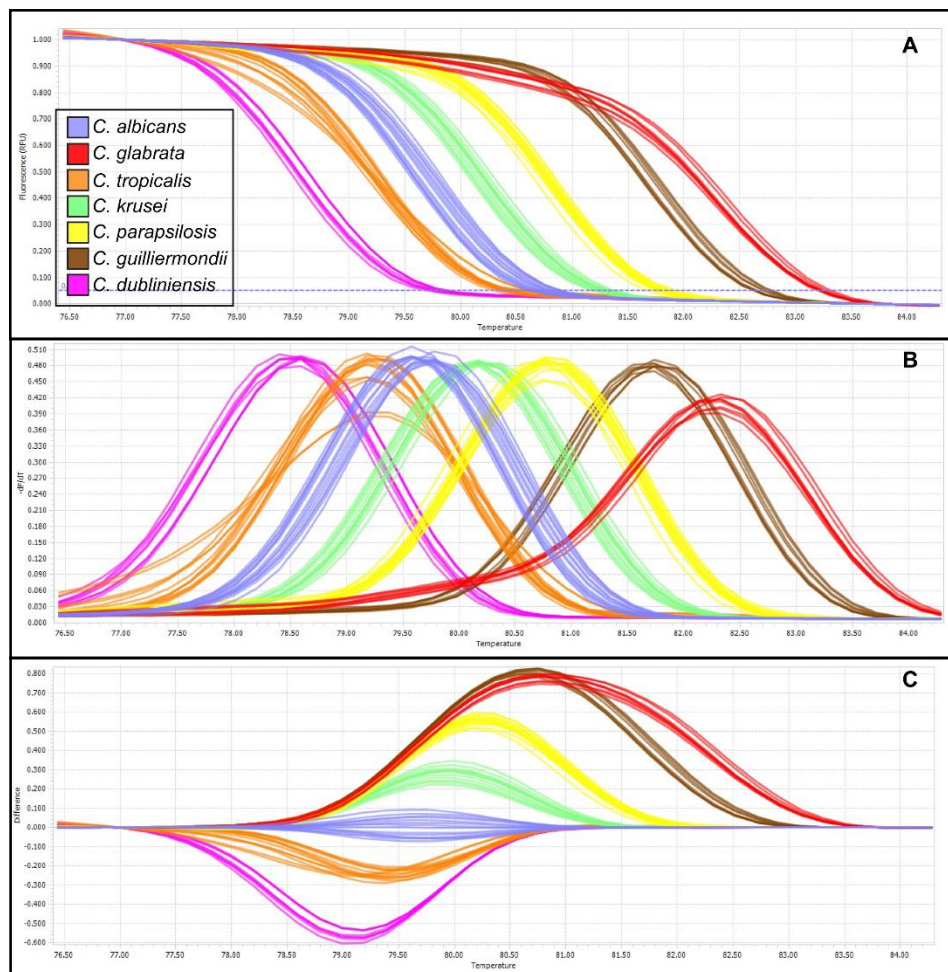 A
1.000
0.900
0.800
0.700
0.600
0.500
0.400
0.300
0.200
0.100
0.000
Fluorescence (RFU)
C. albicans
C. glabrata
C. tropicalis
C. krusei
C. parapsilosis
C. guilliermondii
C. dubliniensis
76.50 77.00 77.50 78.00 78.50 79.00 79.50 80.00 80.50 81.00 81.50 82.00 82.50 83.00 83.50 84.00
Temperature
B
0.510
0.480
0.450
0.420
0.390
0.360
0.330
0.300
0.270
0.240
0.210
0.180
0.150
0.120
0.090
0.060
0.030
0.000
-dF/dT
76.50 77.00 77.50 78.00 78.50 79.00 79.50 80.00 80.50 81.00 81.50 82.00 82.50 83.00 83.50 84.00
Temperature
C
0.800
0.700
0.600
0.500
0.400
0.300
0.200
0.100
0.000
-0.100
-0.200
-0.300
-0.400
-0.500
-0.600
Difference
76.50 77.00 77.50 78.00 78.50 79.00 79.50 80.00 80.50 81.00 81.50 82.00 82.50 83.00 83.50 84.00
Temperature